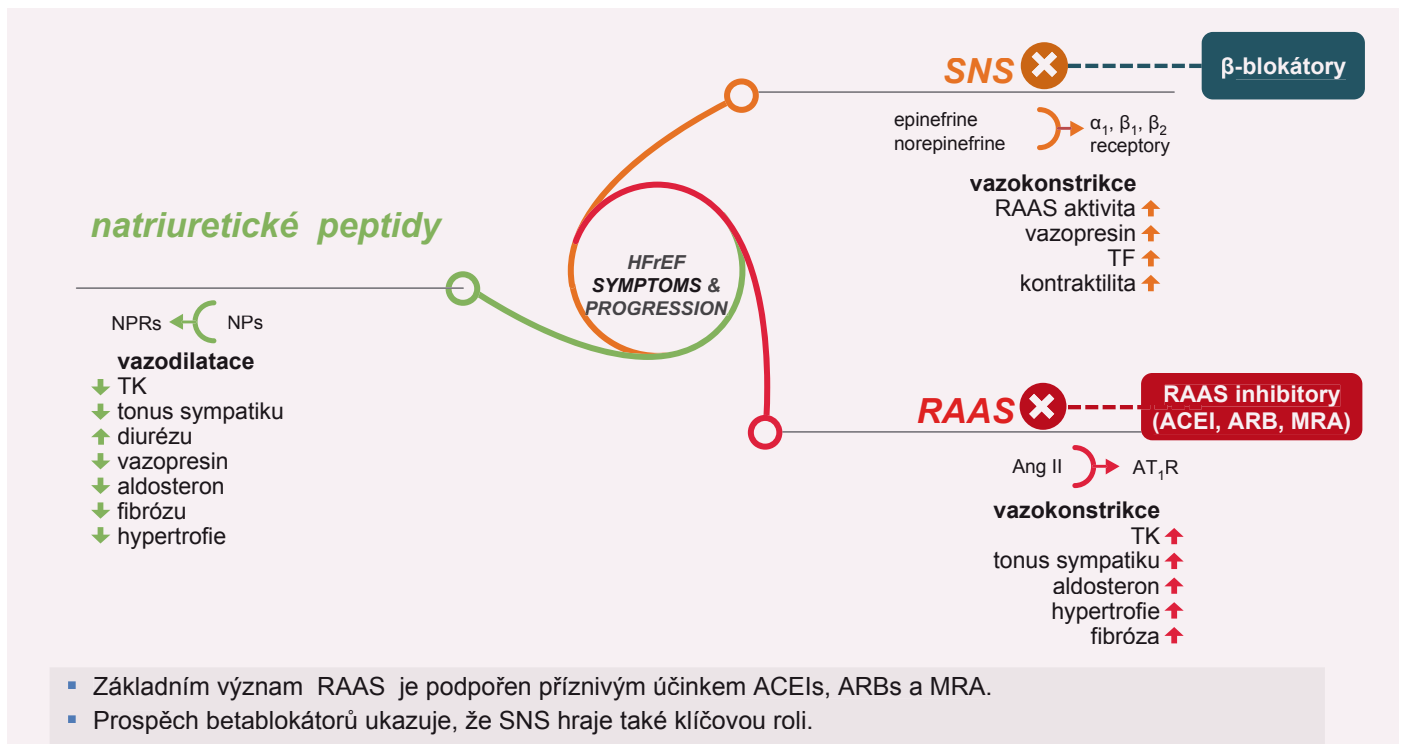 SNS
β-blokátory
epinefrine
norepinefrine
α₁, β₁, β₂
receptory
vazokonstrikce
RAAS aktivita
vazopresin
TF
kontraktilita
natriuretické peptidy
HFrEF
SYMPTOMS &
PROGRESSION
NPRs
NPs
vazodilatace
TK
tonus sympatiku
diurézu
vazopresin
aldosteron
fibrózu
hypertrofie
RAAS
RAAS inhibitory
(ACEI, ARB, MRA)
Ang II
AT₁R
vazokonstrikce
TK
tonus sympatiku
aldosteron
hypertrofie
fibróza
Základním význam RAAS je podpořen příznivým účinkem ACEIs, ARBs a MRA.
Prospěch betablokátorů ukazuje, že SNS hraje také klíčovou roli.